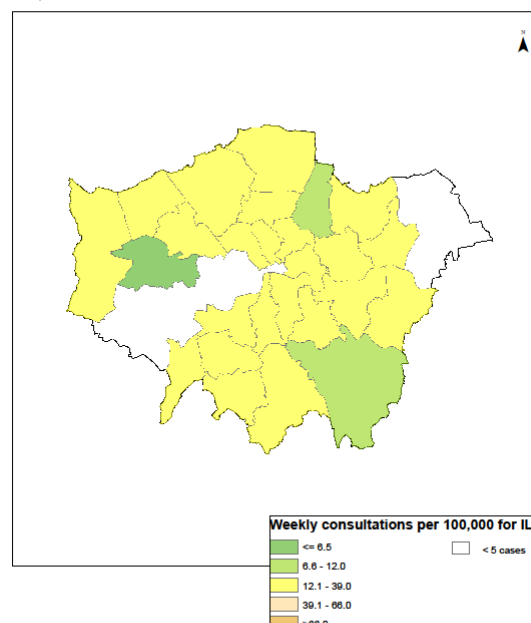 N
Weekly consultations per 100,000 for IL
<= 6.5
< 5 cases
6.6 - 12.0
12.1 - 39.0
39.1 - 66.0